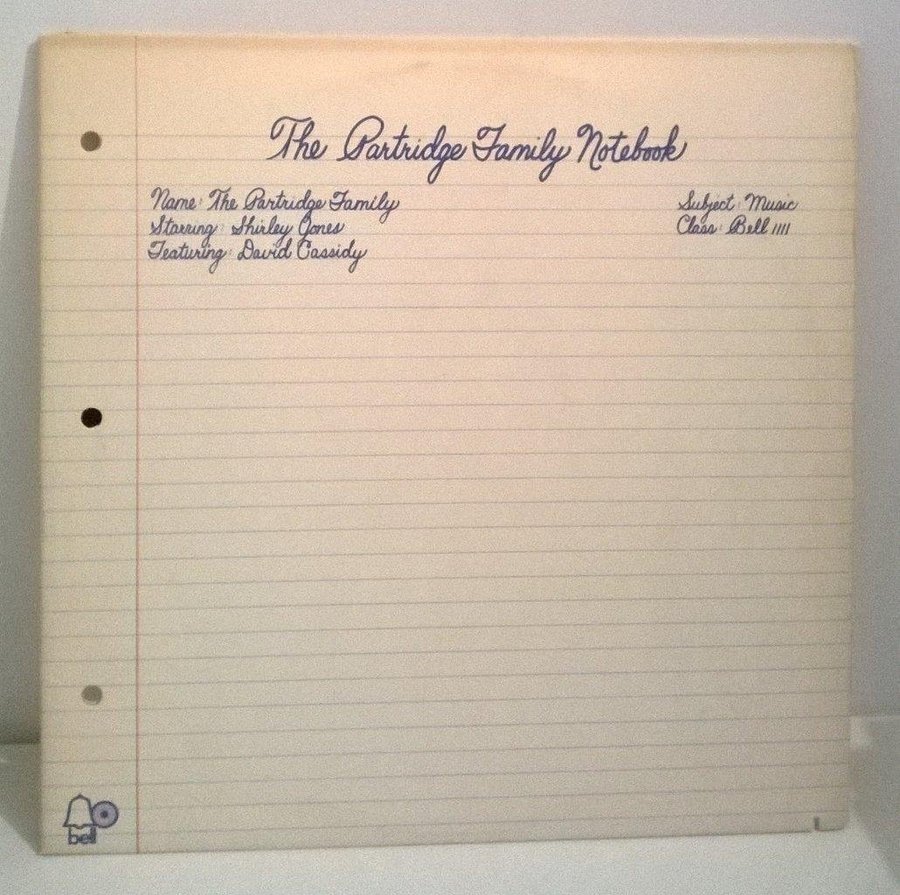 The Partridge Family Notebook
Name: The Partridge Family
Starring: Shirley Jones
Featuring: David Cassidy
Subject: Music
Class: Bell 1111
bell